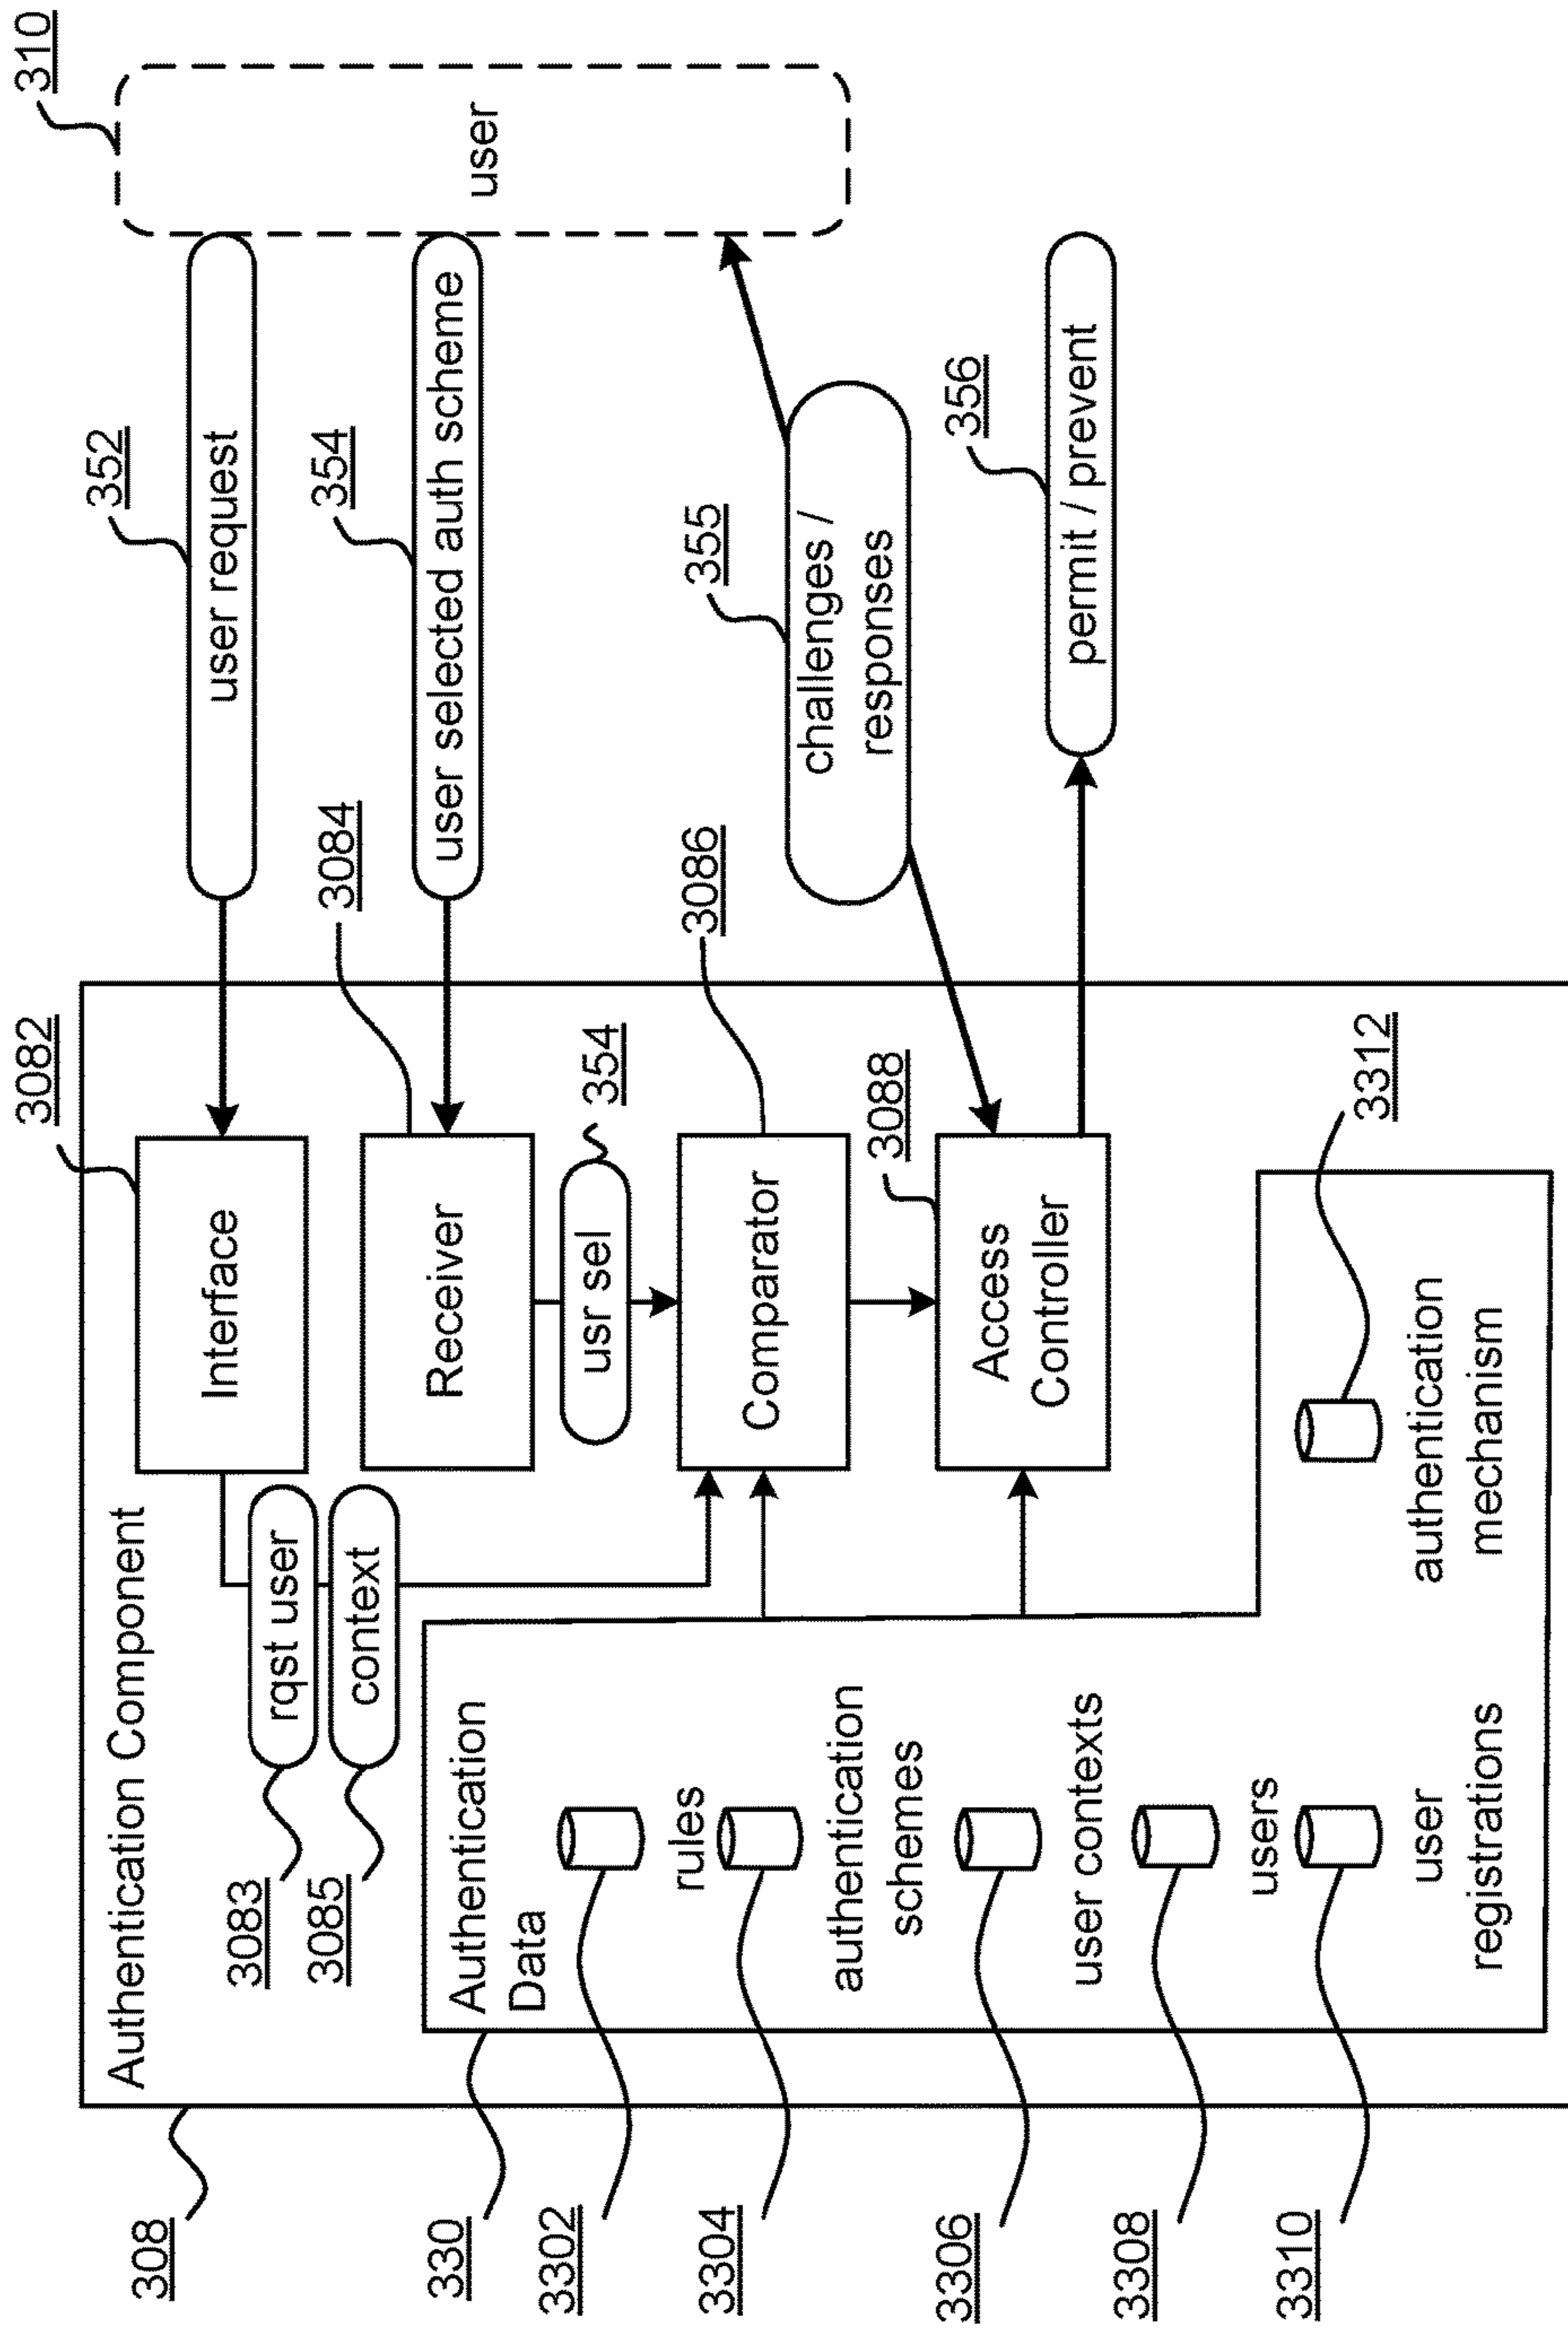 Authentication Component
308
3082
Interface
352
user request
310
user
3083
rqst user
3085
context
3084
Receiver
354
user selected auth scheme
354
usr sel
3086
Comparator
355
challenges /
responses
3088
Access
Controller
356
permit / prevent
330
Authentication
Data
3302
rules
3304
authentication
schemes
3306
user contexts
3308
users
3310
user
registrations
3312
authentication
mechanism